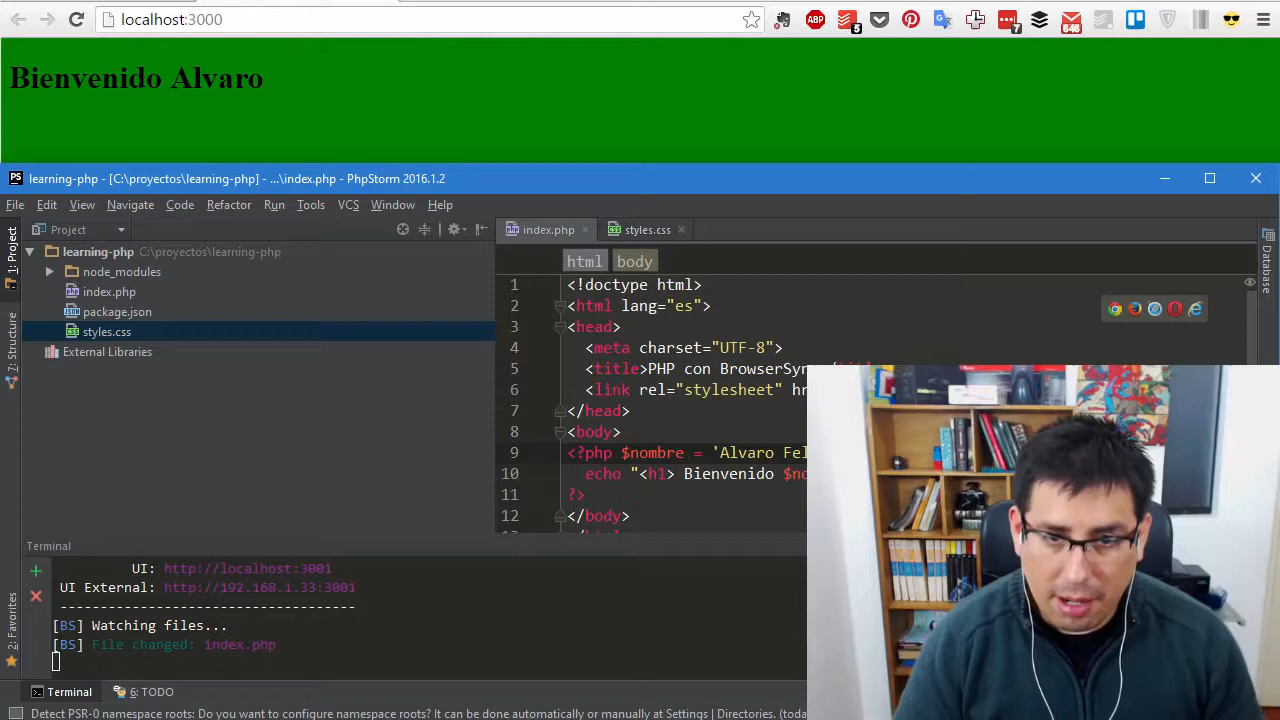 localhost:3000
ABP
5
7
646
Bienvenido Alvaro
PS
learning-php - [C:\proyectos\learning-php] - ...\index.php - PhpStorm 2016.1.2
File Edit View Navigate Code Refactor Run Tools VCS Window Help
Project
index.php
styles.css
1: Project
learning-php C:\proyectos\learning-php
node_modules
index.php
package.json
styles.css
External Libraries
7: Structure
Database
html body
1 <!doctype html>
2 <html lang="es">
3 <head>
4 <meta charset="UTF-8">
5 <title>PHP con BrowserSyn
6 <link rel="stylesheet" h
7 </head>
8 <body>
9 <?php $nombre = 'Alvaro Fel
10 echo "<h1> Bienvenido $no
11 ?>
12 </body>
Terminal
UI: http://localhost:3001
UI External: http://192.168.1.33:3001
-------------------------------------
[BS] Watching files...
[BS] File changed: index.php
2: Favorites
Terminal 6: TODO
Detect PSR-0 namespace roots: Do you want to configure namespace roots? It can be done automatically or manually at Settings | Directories. (toda